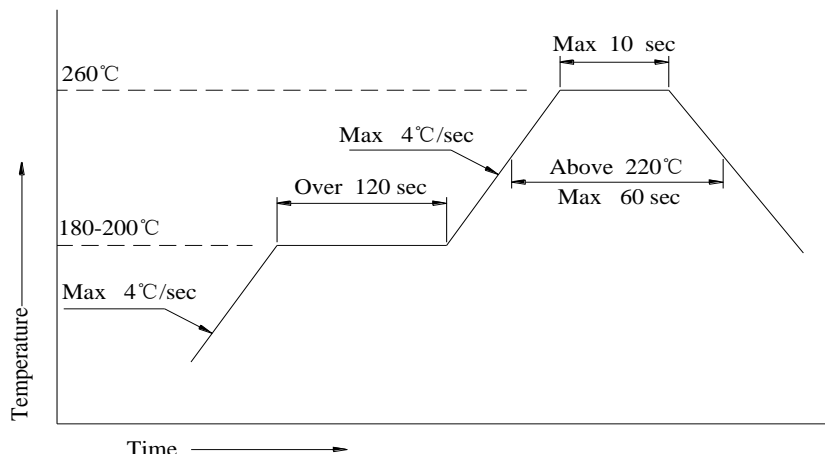 Max 10 sec
260℃
Max 4℃/sec
Above 220℃
Max 60 sec
Over 120 sec
180-200℃
Max 4℃/sec
Temperature
Time